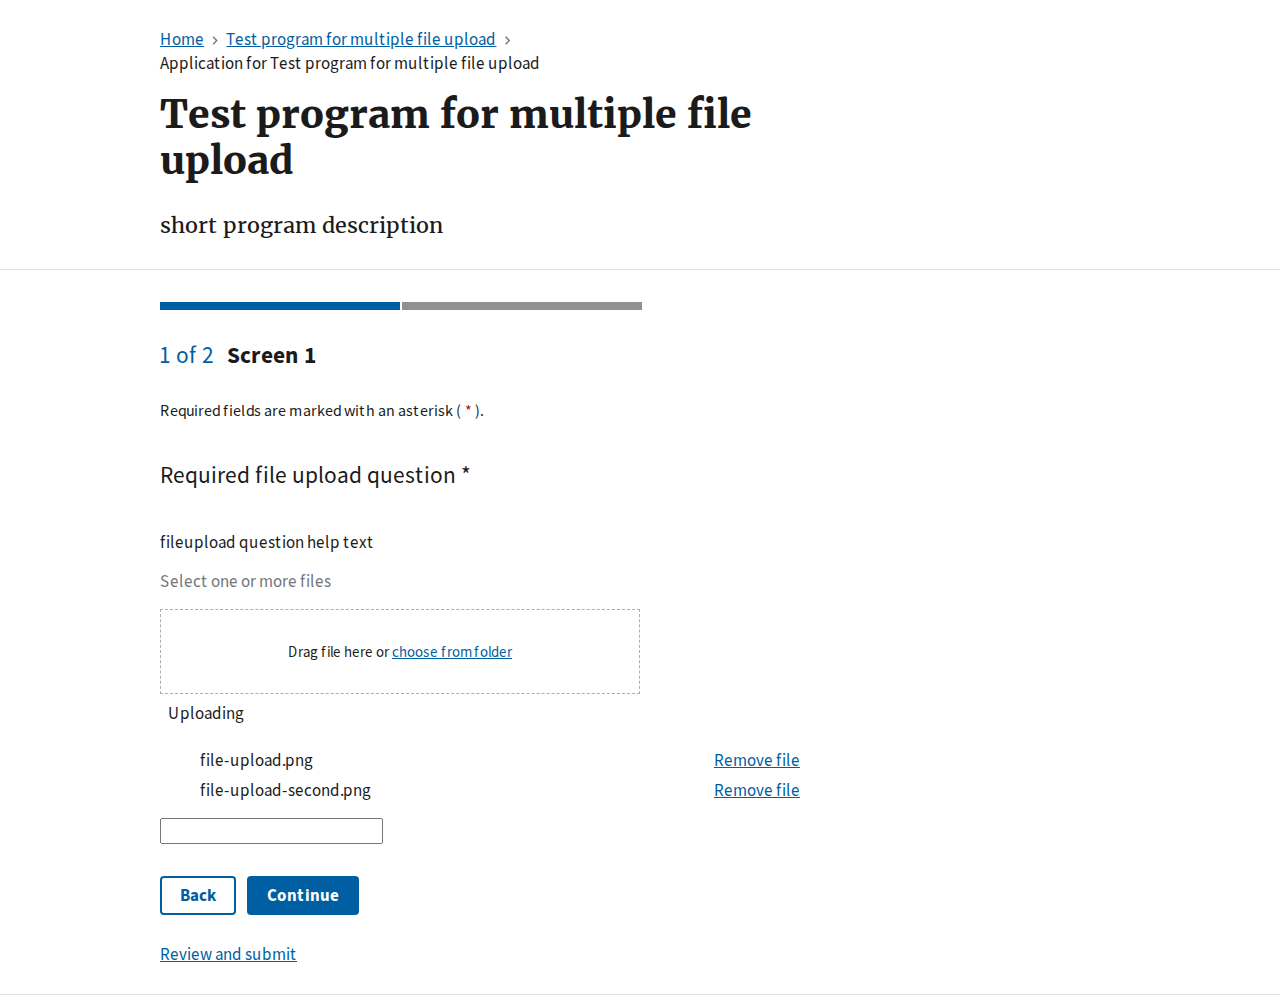 Home > Test program for multiple file upload >
Application for Test program for multiple file upload
Test program for multiple file
upload
short program description
1 of 2 Screen 1
Required fields are marked with an asterisk ( * ).
Required file upload question *
fileupload question help text
Select one or more files
Drag file here or choose from folder
Uploading
file-upload.png Remove file
file-upload-second.png Remove file
Back Continue
Review and submit